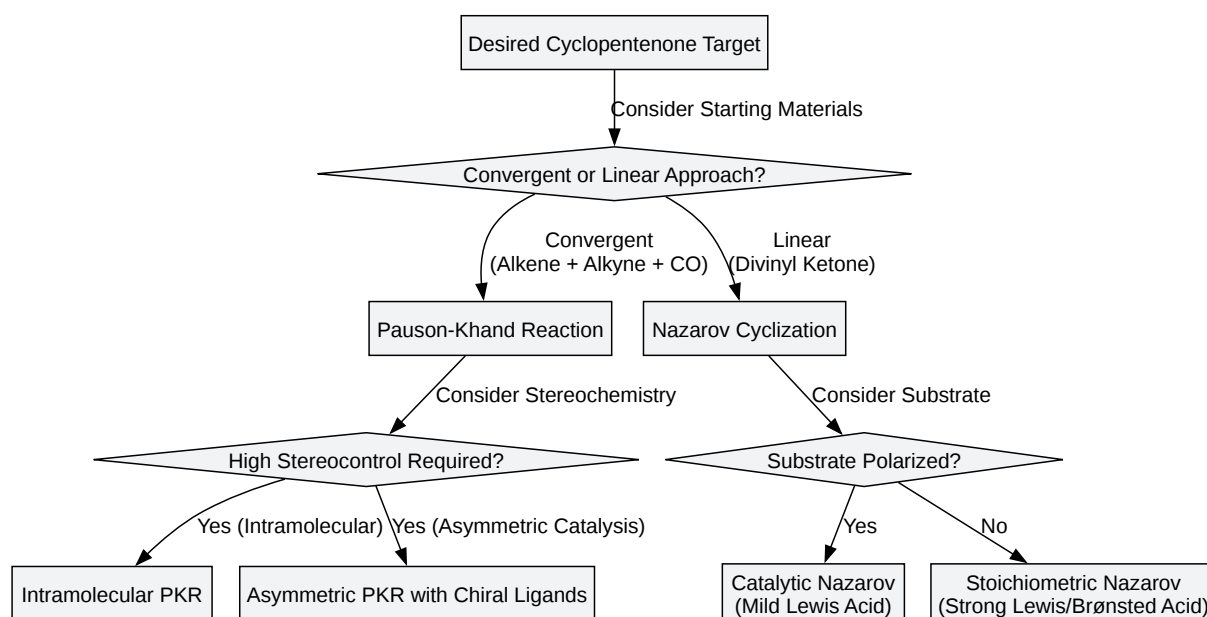 Desired Cyclopentenone Target
Consider Starting Materials
Convergent or Linear Approach?
Convergent
(Alkene + Alkyne + CO)
Linear
(Divinyl Ketone)
Pauson-Khand Reaction
Nazarov Cyclization
Consider Stereochemistry
Consider Substrate
High Stereocontrol Required?
Substrate Polarized?
Yes (Intramolecular)
Yes (Asymmetric Catalysis)
Yes
No
Intramolecular PKR
Asymmetric PKR with Chiral Ligands
Catalytic Nazarov
(Mild Lewis Acid)
Stoichiometric Nazarov
(Strong Lewis/Brønsted Acid)